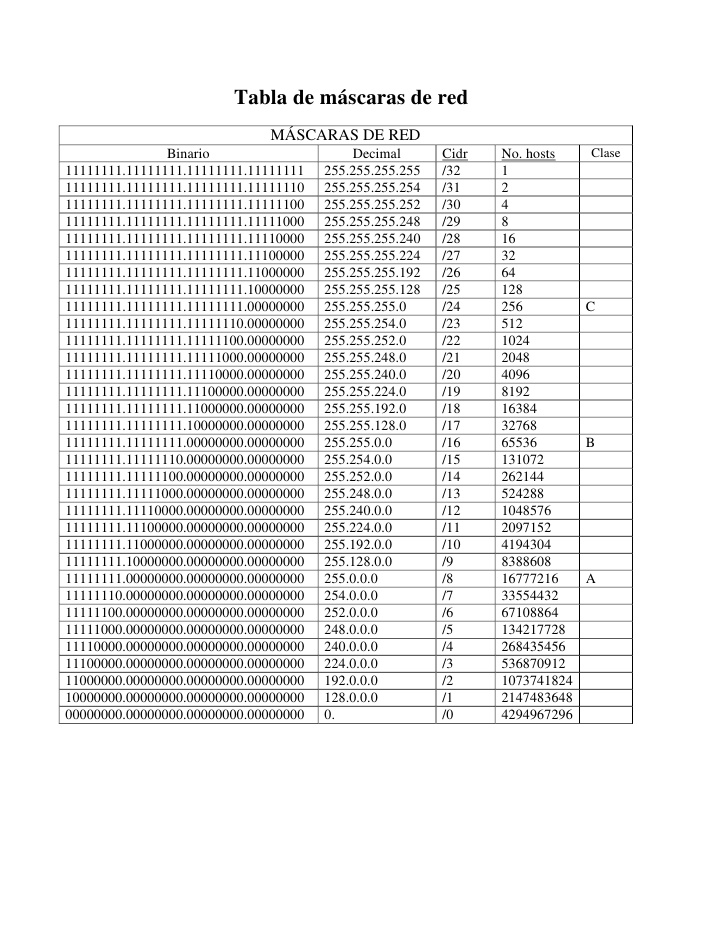 Tabla de máscaras de red
MÁSCARAS DE RED
Binario Decimal Cidr No. hosts Clase
11111111.11111111.11111111.11111111 255.255.255.255 /32 1
11111111.11111111.11111111.11111110 255.255.255.254 /31 2
11111111.11111111.11111111.11111100 255.255.255.252 /30 4
11111111.11111111.11111111.11111000 255.255.255.248 /29 8
11111111.11111111.11111111.11110000 255.255.255.240 /28 16
11111111.11111111.11111111.11100000 255.255.255.224 /27 32
11111111.11111111.11111111.11000000 255.255.255.192 /26 64
11111111.11111111.11111111.10000000 255.255.255.128 /25 128
11111111.11111111.11111111.00000000 255.255.255.0 /24 256 C
11111111.11111111.11111110.00000000 255.255.254.0 /23 512
11111111.11111111.11111100.00000000 255.255.252.0 /22 1024
11111111.11111111.11111000.00000000 255.255.248.0 /21 2048
11111111.11111111.11110000.00000000 255.255.240.0 /20 4096
11111111.11111111.11100000.00000000 255.255.224.0 /19 8192
11111111.11111111.11000000.00000000 255.255.192.0 /18 16384
11111111.11111111.10000000.00000000 255.255.128.0 /17 32768
11111111.11111111.00000000.00000000 255.255.0.0 /16 65536 B
11111111.11111110.00000000.00000000 255.254.0.0 /15 131072
11111111.11111100.00000000.00000000 255.252.0.0 /14 262144
11111111.11111000.00000000.00000000 255.248.0.0 /13 524288
11111111.11110000.00000000.00000000 255.240.0.0 /12 1048576
11111111.11100000.00000000.00000000 255.224.0.0 /11 2097152
11111111.11000000.00000000.00000000 255.192.0.0 /10 4194304
11111111.10000000.00000000.00000000 255.128.0.0 /9 8388608
11111111.00000000.00000000.00000000 255.0.0.0 /8 16777216 A
11111110.00000000.00000000.00000000 254.0.0.0 /7 33554432
11111100.00000000.00000000.00000000 252.0.0.0 /6 67108864
11111000.00000000.00000000.00000000 248.0.0.0 /5 134217728
11110000.00000000.00000000.00000000 240.0.0.0 /4 268435456
11100000.00000000.00000000.00000000 224.0.0.0 /3 536870912
11000000.00000000.00000000.00000000 192.0.0.0 /2 1073741824
10000000.00000000.00000000.00000000 128.0.0.0 /1 2147483648
00000000.00000000.00000000.00000000 0. /0 4294967296